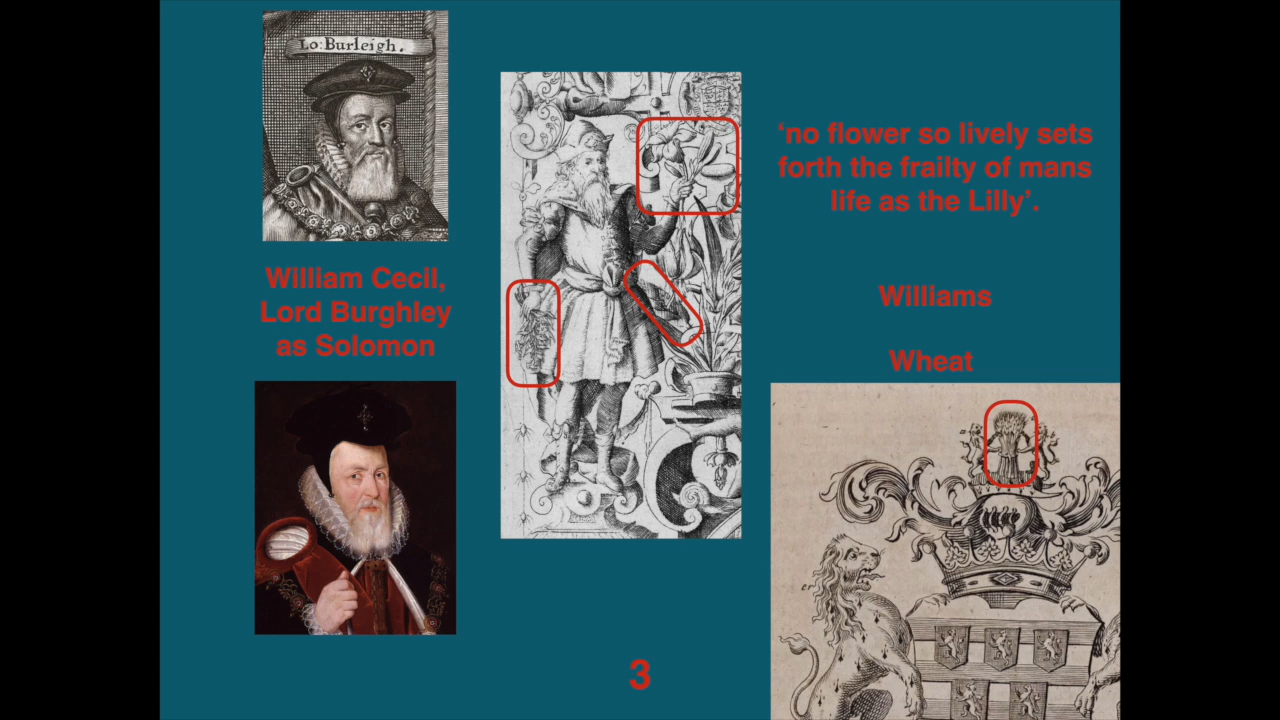 Lo: Burleigh.
William Cecil,
Lord Burghley
as Solomon
‘no flower so lively sets
forth the frailty of mans
life as the Lilly’.
Williams
Wheat
3